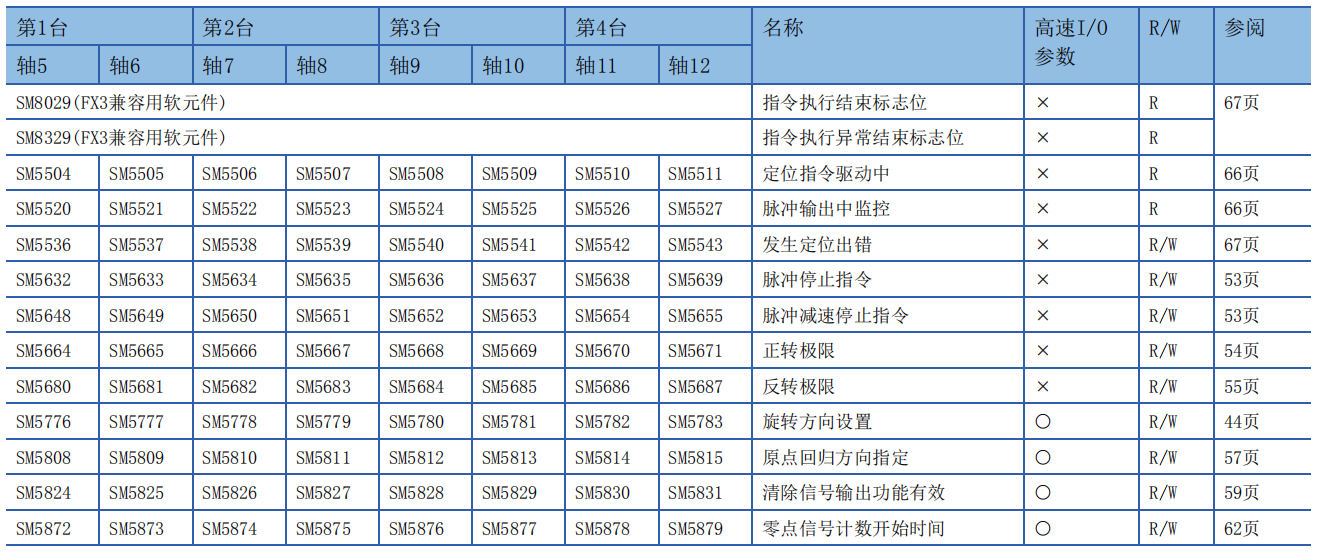 第1台 第2台 第3台 第4台 名称 高速I/O 参数 R/W 参阅
轴5 轴6 轴7 轴8 轴9 轴10 轴11 轴12
SM8029(FX3兼容用软元件) 指令执行结束标志位 × R 67页
SM8329(FX3兼容用软元件) 指令执行异常结束标志位 × R
SM5504 SM5505 SM5506 SM5507 SM5508 SM5509 SM5510 SM5511 定位指令驱动中 × R 66页
SM5520 SM5521 SM5522 SM5523 SM5524 SM5525 SM5526 SM5527 脉冲输出中监控 × R 66页
SM5536 SM5537 SM5538 SM5539 SM5540 SM5541 SM5542 SM5543 发生定位出错 × R/W 67页
SM5632 SM5633 SM5634 SM5635 SM5636 SM5637 SM5638 SM5639 脉冲停止指令 × R/W 53页
SM5648 SM5649 SM5650 SM5651 SM5652 SM5653 SM5654 SM5655 脉冲减速停止指令 × R/W 53页
SM5664 SM5665 SM5666 SM5667 SM5668 SM5669 SM5670 SM5671 正转极限 × R/W 54页
SM5680 SM5681 SM5682 SM5683 SM5684 SM5685 SM5686 SM5687 反转极限 × R/W 55页
SM5776 SM5777 SM5778 SM5779 SM5780 SM5781 SM5782 SM5783 旋转方向设置 ○ R/W 44页
SM5808 SM5809 SM5810 SM5811 SM5812 SM5813 SM5814 SM5815 原点回归方向指定 ○ R/W 57页
SM5824 SM5825 SM5826 SM5827 SM5828 SM5829 SM5830 SM5831 清除信号输出功能有效 ○ R/W 59页
SM5872 SM5873 SM5874 SM5875 SM5876 SM5877 SM5878 SM5879 零点信号计数开始时间 ○ R/W 62页